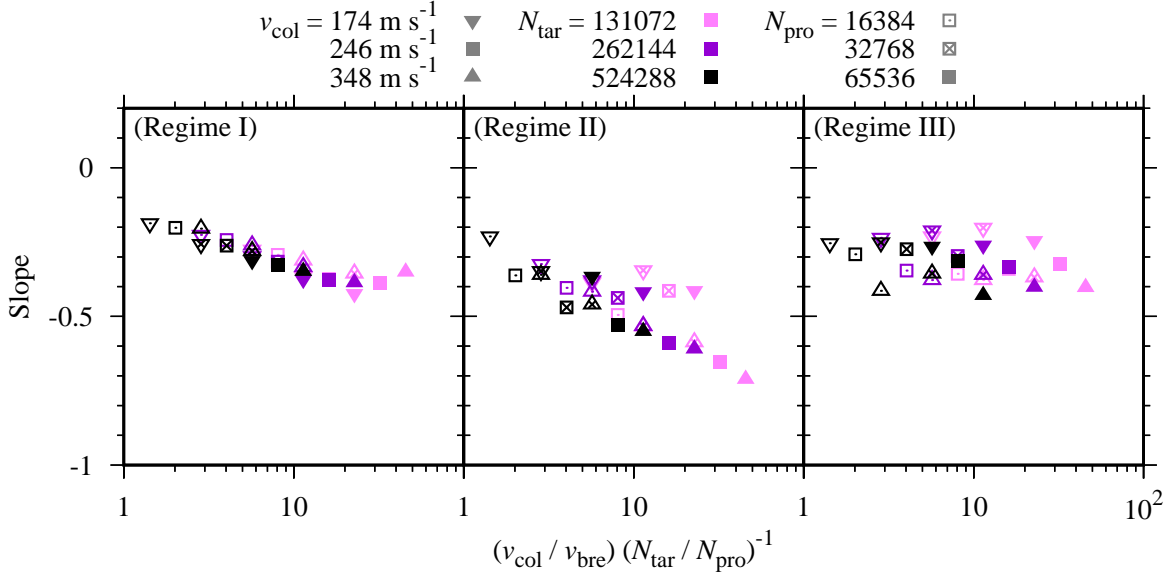 v_col = 174 m s^-1 N_tar = 131072 N_pro = 16384
246 m s^-1 262144 32768
348 m s^-1 524288 65536
(Regime I) (Regime II) (Regime III)
0
-0.5
-1
Slope
1 10 1 10 1 10 10^2
(v_col / v_bre) (N_tar / N_pro)^-1